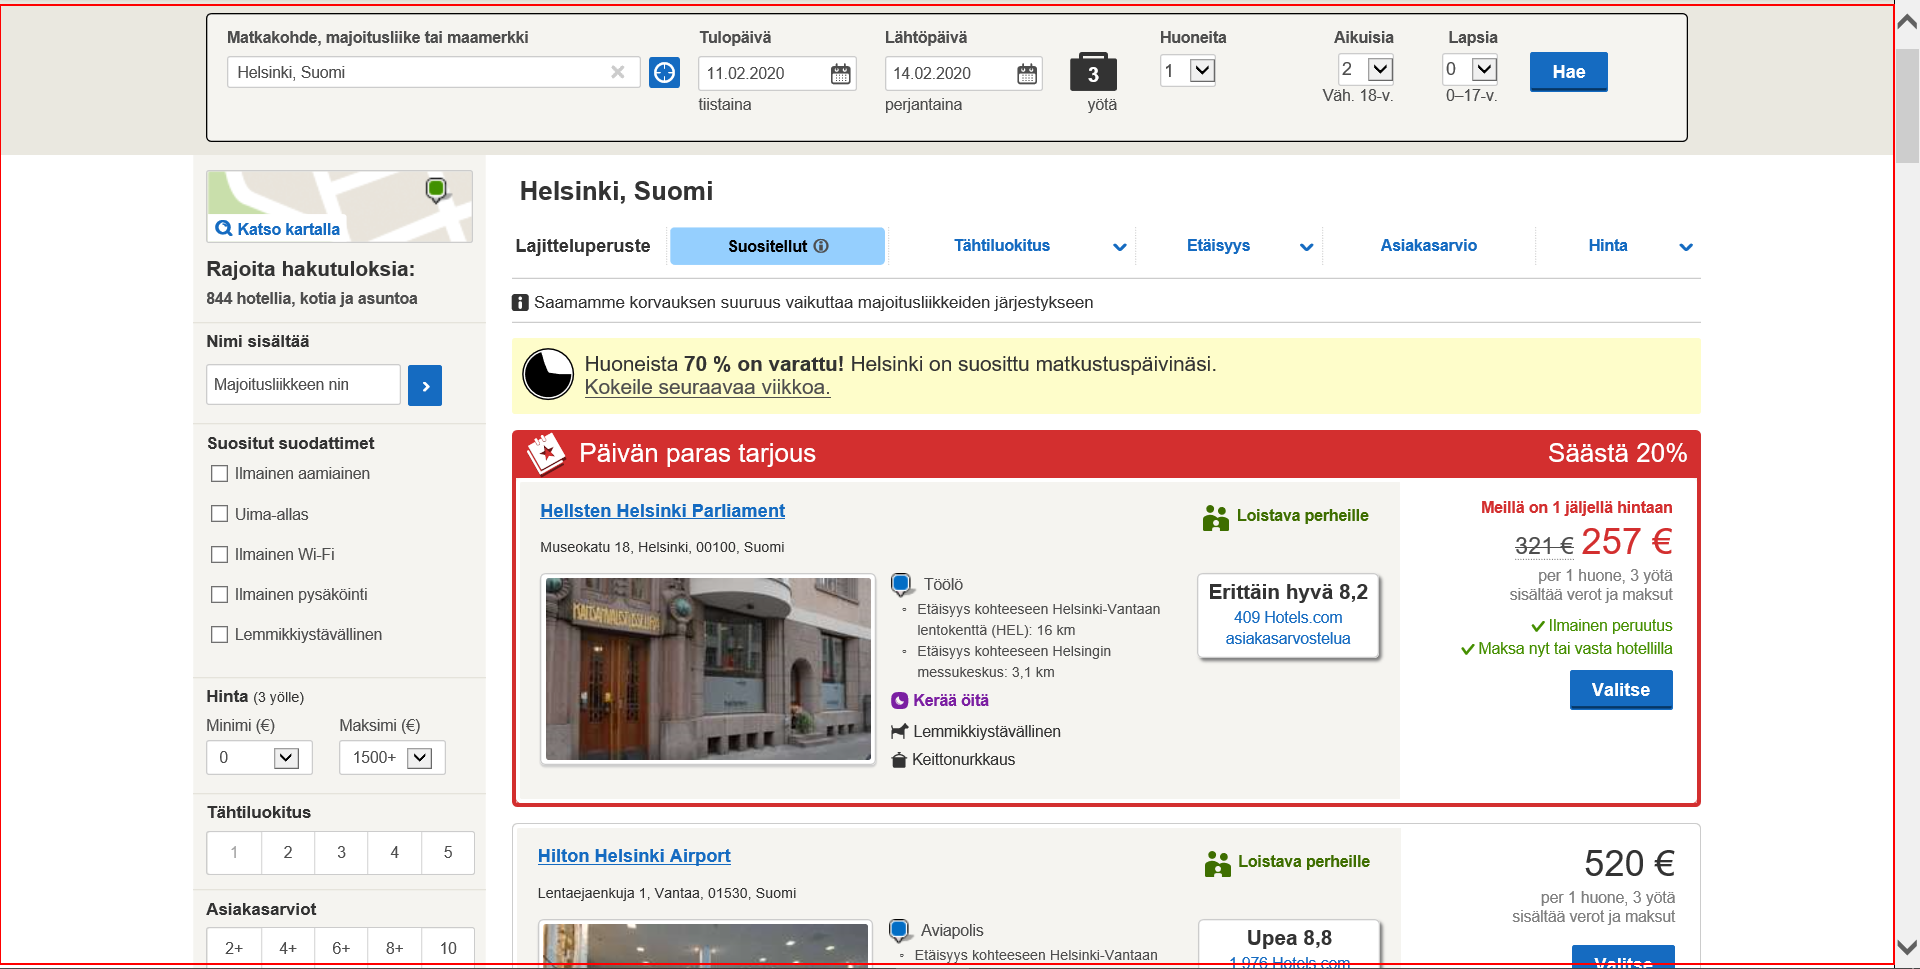 Matkakohde, majoitusliike tai maamerkki
Helsinki, Suomi
Tulopäivä
11.02.2020
tiistaina
Lähtöpäivä
14.02.2020
perjantaina
3
yötä
Huoneita
1
Aikuisia
2
Väh. 18-v.
Lapsia
0
0–17-v.
Hae
Katso kartalla
Rajoita hakutuloksia:
844 hotellia, kotia ja asuntoa
Nimi sisältää
Majoitusliikkeen nin
Suositut suodattimet
Ilmainen aamiainen
Uima-allas
Ilmainen Wi-Fi
Ilmainen pysäköinti
Lemmikkiystävällinen
Hinta (3 yölle)
Minimi (€) Maksimi (€)
0 1500+
Tähtiluokitus
1 2 3 4 5
Asiakasarviot
2+ 4+ 6+ 8+ 10
Helsinki, Suomi
Lajitteluperuste Suositellut Tähtiluokitus Etäisyys Asiakasarvio Hinta
Saamamme korvauksen suuruus vaikuttaa majoitusliikkeiden järjestykseen
Huoneista 70 % on varattu! Helsinki on suosittu matkustuspäivinäsi.
Kokeile seuraavaa viikkoa.
Päivän paras tarjous Säästä 20%
Hellsten Helsinki Parliament
Museokatu 18, Helsinki, 00100, Suomi
Töölö
Etäisyys kohteeseen Helsinki-Vantaan
lentokenttä (HEL): 16 km
Etäisyys kohteeseen Helsingin
messukeskus: 3,1 km
Kerää öitä
Lemmikkiystävällinen
Keittonurkkaus
Loistava perheille
Erittäin hyvä 8,2
409 Hotels.com
asiakasarvostelua
Meillä on 1 jäljellä hintaan
321 € 257 €
per 1 huone, 3 yötä
sisältää verot ja maksut
Ilmainen peruutus
Maksa nyt tai vasta hotellilla
Valitse
Hilton Helsinki Airport
Lentaejaenkuja 1, Vantaa, 01530, Suomi
Aviapolis
Etäisyys kohteeseen Helsinki-Vantaan
Loistava perheille
Upea 8,8
1 976 Hotels.com
520 €
per 1 huone, 3 yötä
sisältää verot ja maksut
Valitse